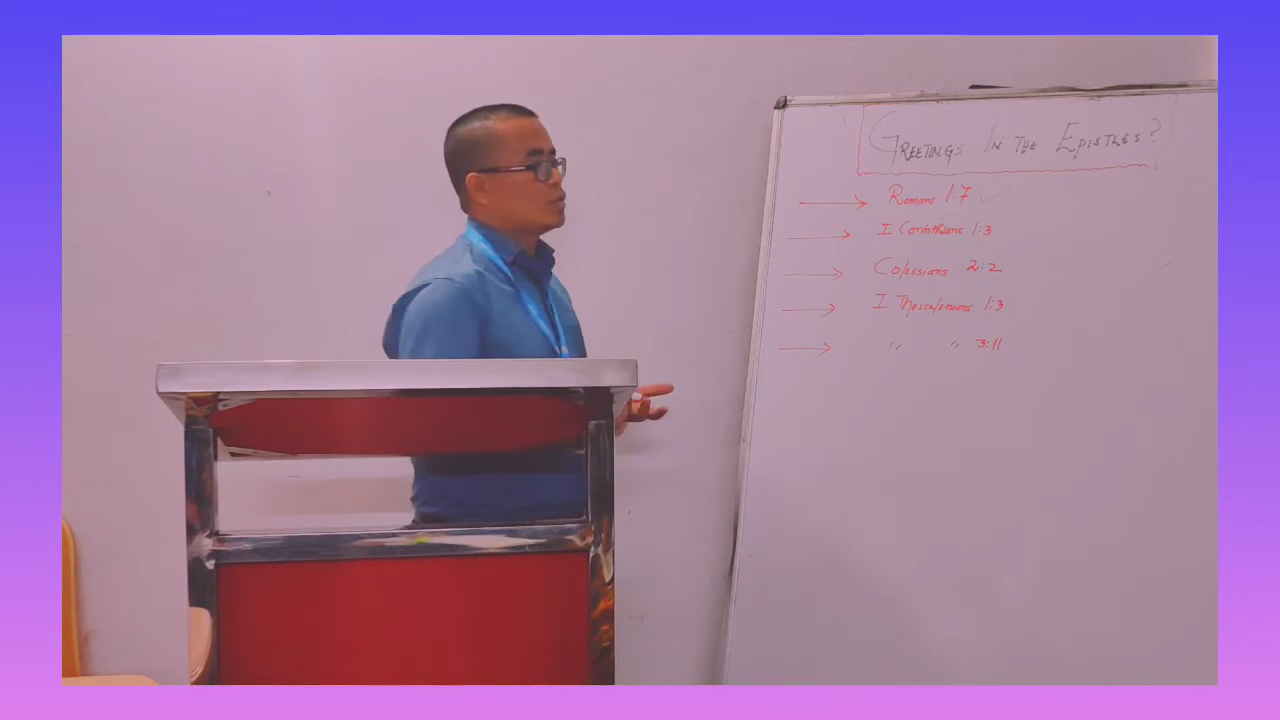 GREETINGS IN THE EPISTLES?
Romans 1:7
I Corinthians 1:3
Colossians 2:2
I Thessalonians 1:3
" " 3:11